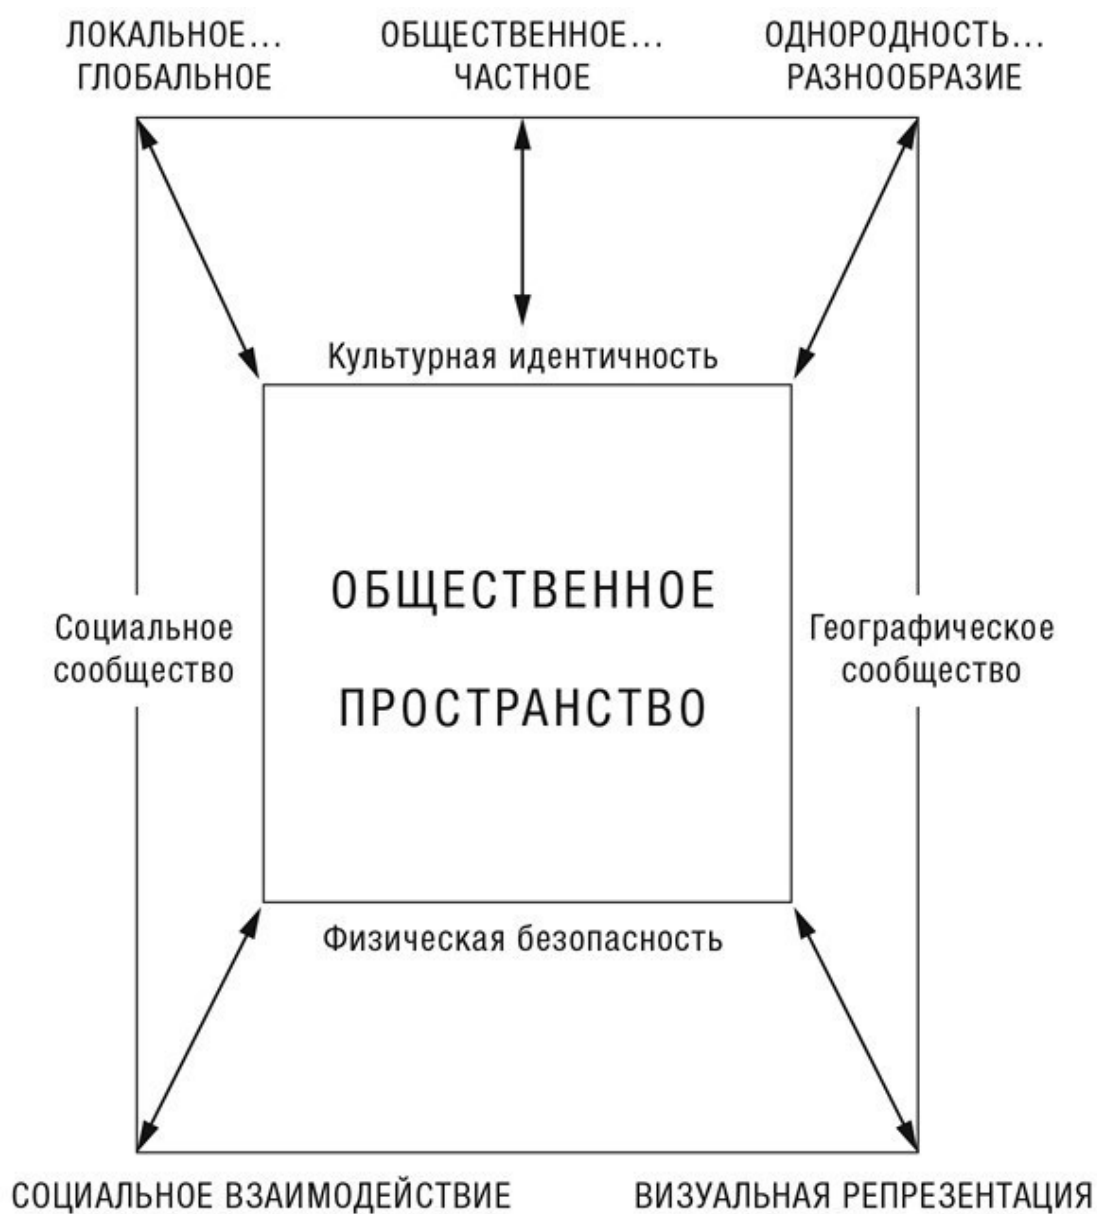 ЛОКАЛЬНОЕ... ОБЩЕСТВЕННОЕ... ОДНОРОДНОСТЬ...
ГЛОБАЛЬНОЕ ЧАСТНОЕ РАЗНООБРАЗИЕ
Культурная идентичность
ОБЩЕСТВЕННОЕ
ПРОСТРАНСТВО
Социальное
сообщество
Географическое
сообщество
Физическая безопасность
СОЦИАЛЬНОЕ ВЗАИМОДЕЙСТВИЕ ВИЗУАЛЬНАЯ РЕПРЕЗЕНТАЦИЯ